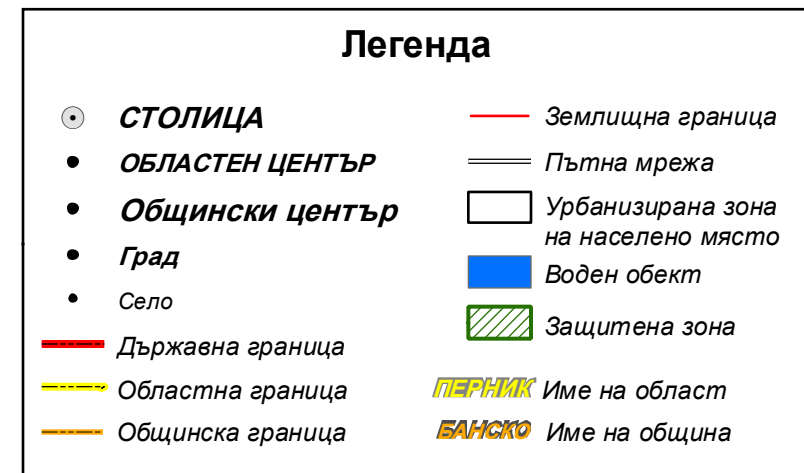 Легенда
СТОЛИЦА
ОБЛАСТЕН ЦЕНТЪР
Общински център
Град
Село
Държавна граница
Областна граница
Общинска граница
Землищна граница
Пътна мрежа
Урбанизирана зона
на населено място
Воден обект
Защитена зона
ПЕРНИК Име на област
БАНСКО Име на община